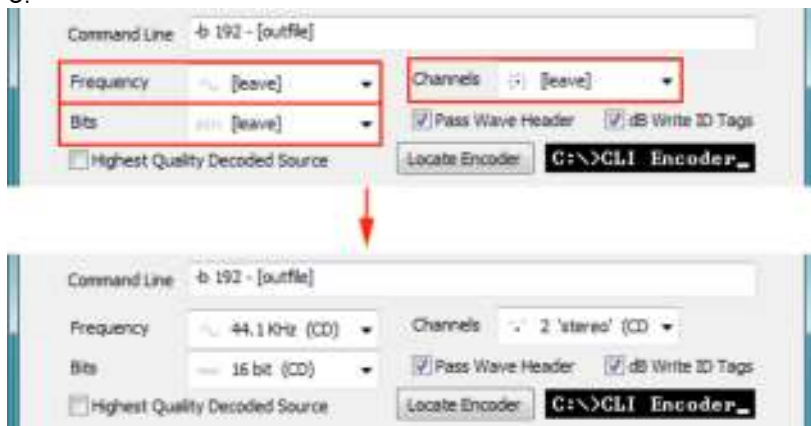 Command Line -b 192 - [outfile]
Frequency [leave] Channels [leave]
Bits [leave] Pass Wave Header dB Write ID Tags
Highest Quality Decoded Source Locate Encoder C:\>CLI Encoder_
Command Line -b 192 - [outfile]
Frequency 44.1 KHz (CD) Channels 2 'stereo' (CD
Bits 16 bit (CD) Pass Wave Header dB Write ID Tags
Highest Quality Decoded Source Locate Encoder C:\>CLI Encoder_